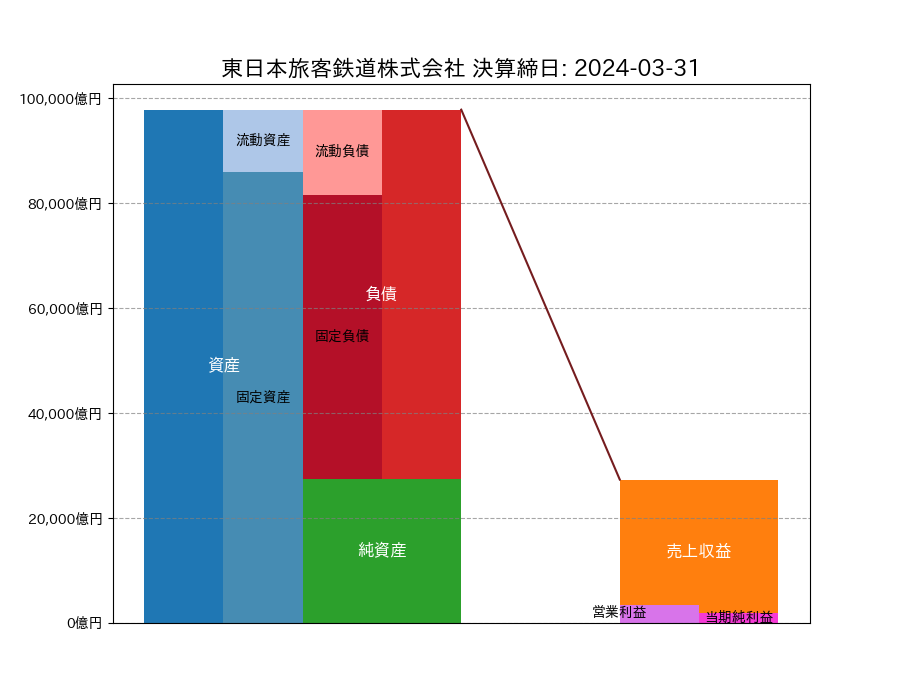 東日本旅客鉄道株式会社 決算締日: 2024-03-31
100,000億円
80,000億円
60,000億円
40,000億円
20,000億円
0億円
流動資産
流動負債
負債
固定負債
資産
固定資産
純資産
売上収益
営業利益
当期純利益